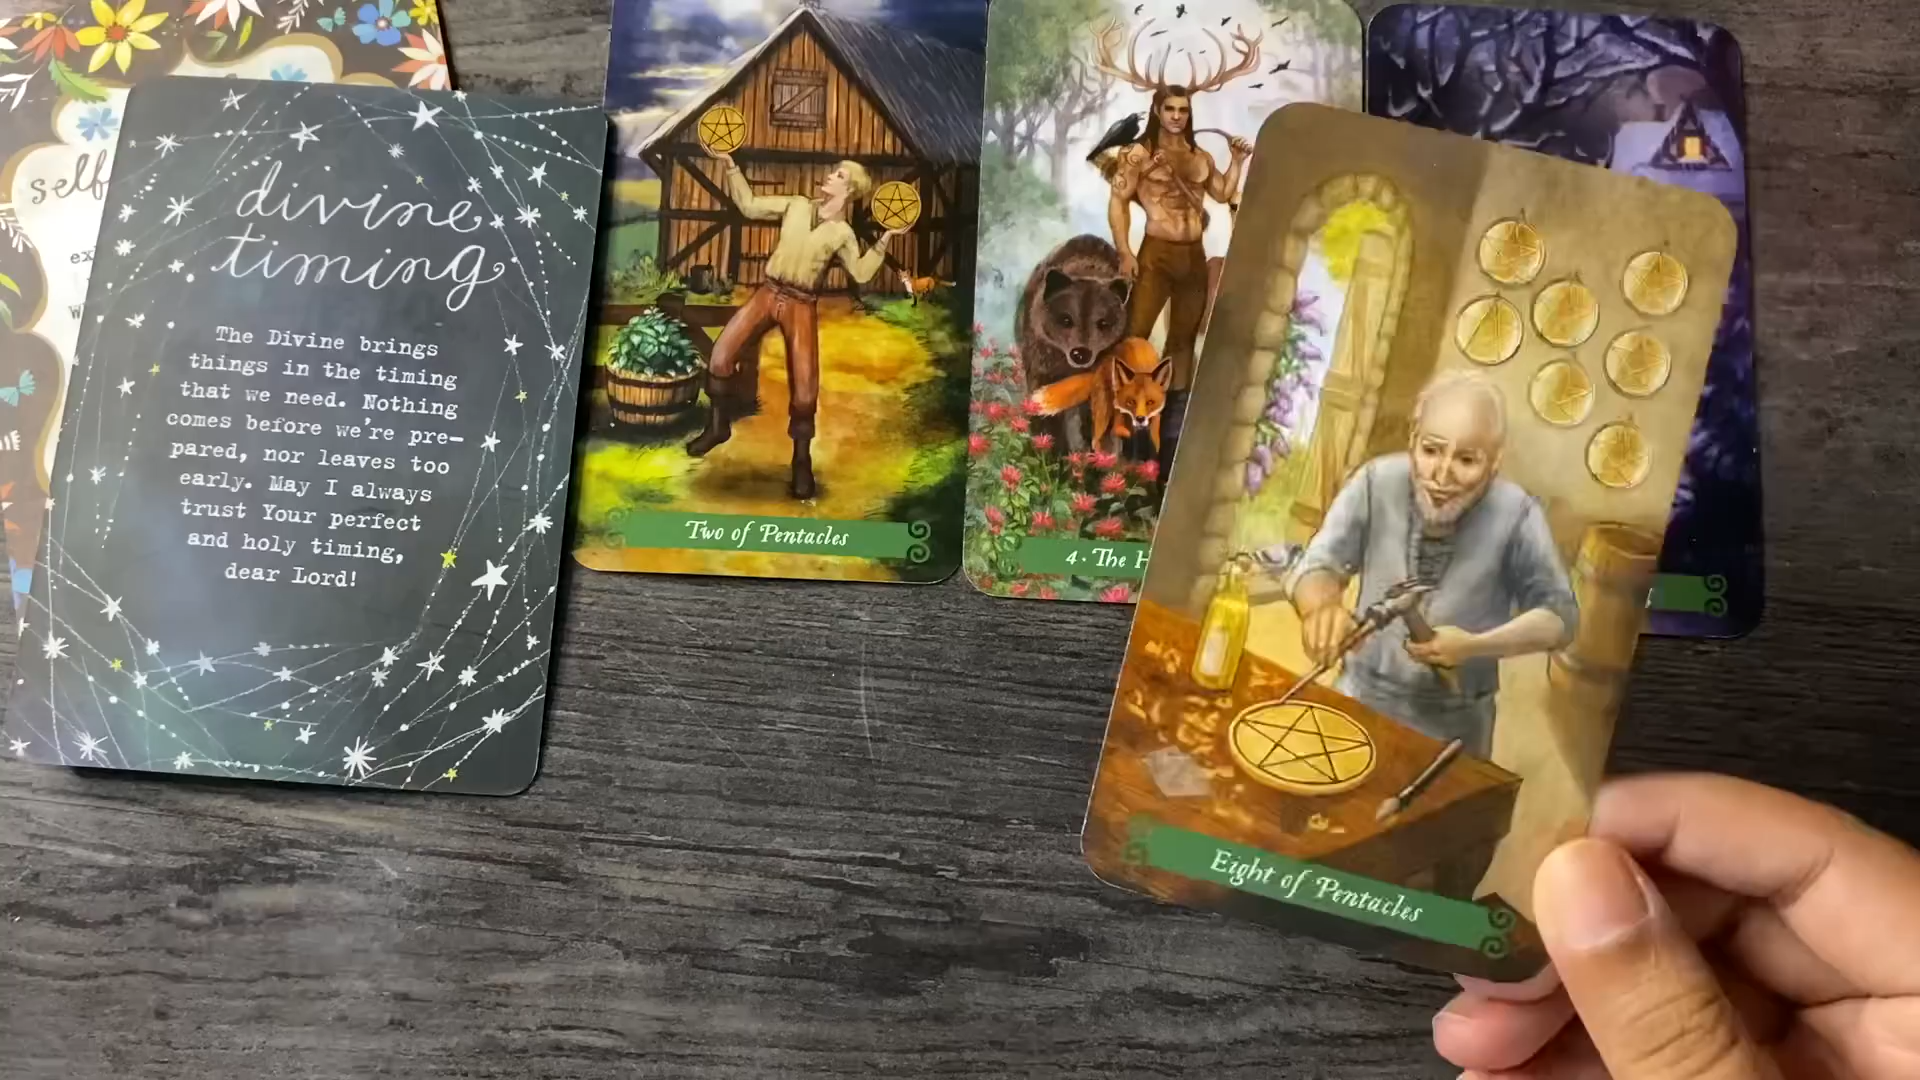 self
ex
w
divine
timing
The Divine brings
things in the timing
that we need. Nothing
comes before we're pre-
pared, nor leaves too
early. May I always
trust Your perfect
and holy timing,
dear Lord!
Two of Pentacles
4 · The H
Eight of Pentacles